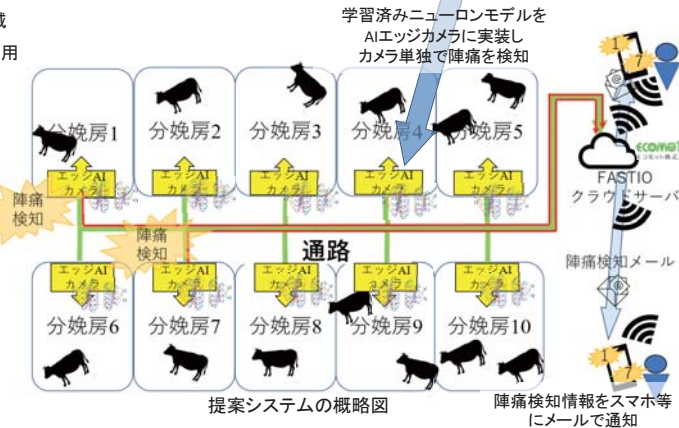 減
用
学習済みニューロンモデルを
AIエッジカメラに実装し
カメラ単独で陣痛を検知
分娩房1
分娩房2
分娩房3
分娩房4
分娩房5
エッジAI
カメラ
エッジAI
カメラ
エッジAI
カメラ
エッジAI
カメラ
エッジAI
カメラ
陣痛
検知
陣痛
検知
通路
エッジAI
カメラ
エッジAI
カメラ
エッジAI
カメラ
エッジAI
カメラ
エッジAI
カメラ
分娩房6
分娩房7
分娩房8
分娩房9
分娩房10
1
7
FASTIO
クラウドサーバ
陣痛検知メール
1
7
提案システムの概略図
陣痛検知情報をスマホ等
にメールで通知